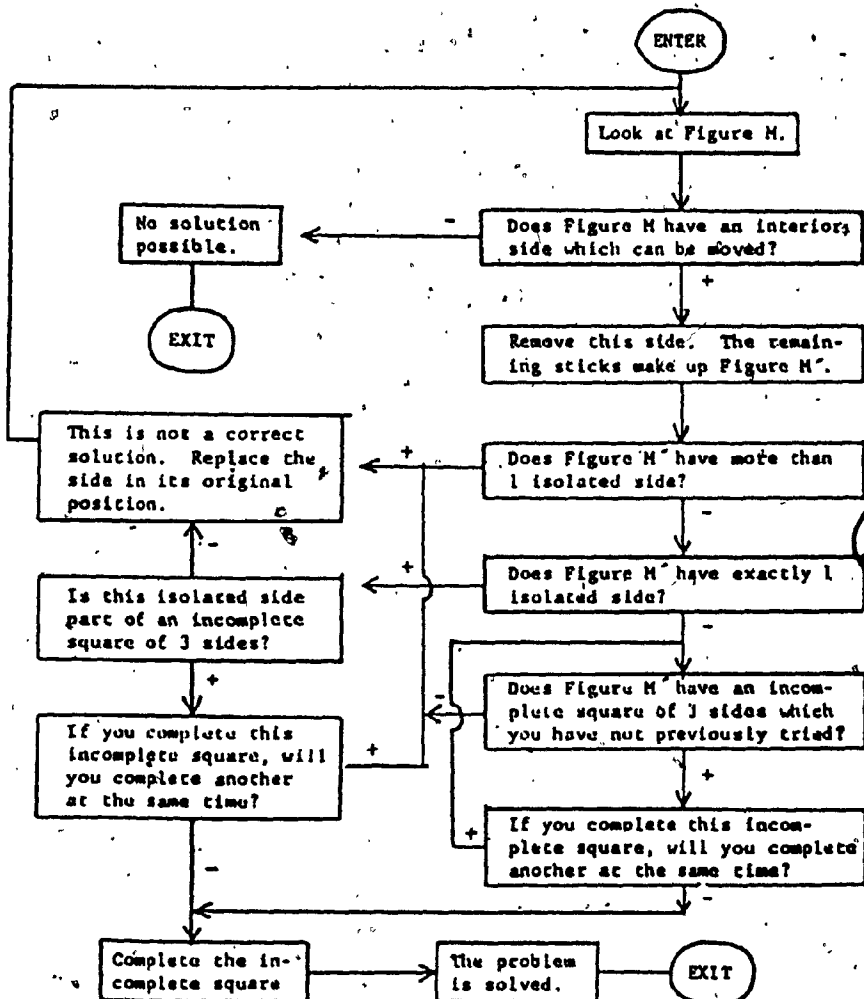 ENTER
Look at Figure M.
Does Figure M have an interior
side which can be moved?
-
+
No solution
possible.
EXIT
Remove this side. The remain-
ing sticks make up Figure M'.
Does Figure M' have more than
1 isolated side?
+
-
This is not a correct
solution. Replace the
side in its original
position.
Does Figure M' have exactly 1
isolated side?
+
-
-
Is this isolated side
part of an incomplete
square of 3 sides?
+
Does Figure M' have an incom-
plete square of 3 sides which
you have not previously tried?
-
+
If you complete this
incomplete square, will
you complete another
at the same time?
+
-
If you complete this incom-
plete square, will you complete
another at the same time?
+
-
Complete the in-
complete square
The problem
is solved.
EXIT